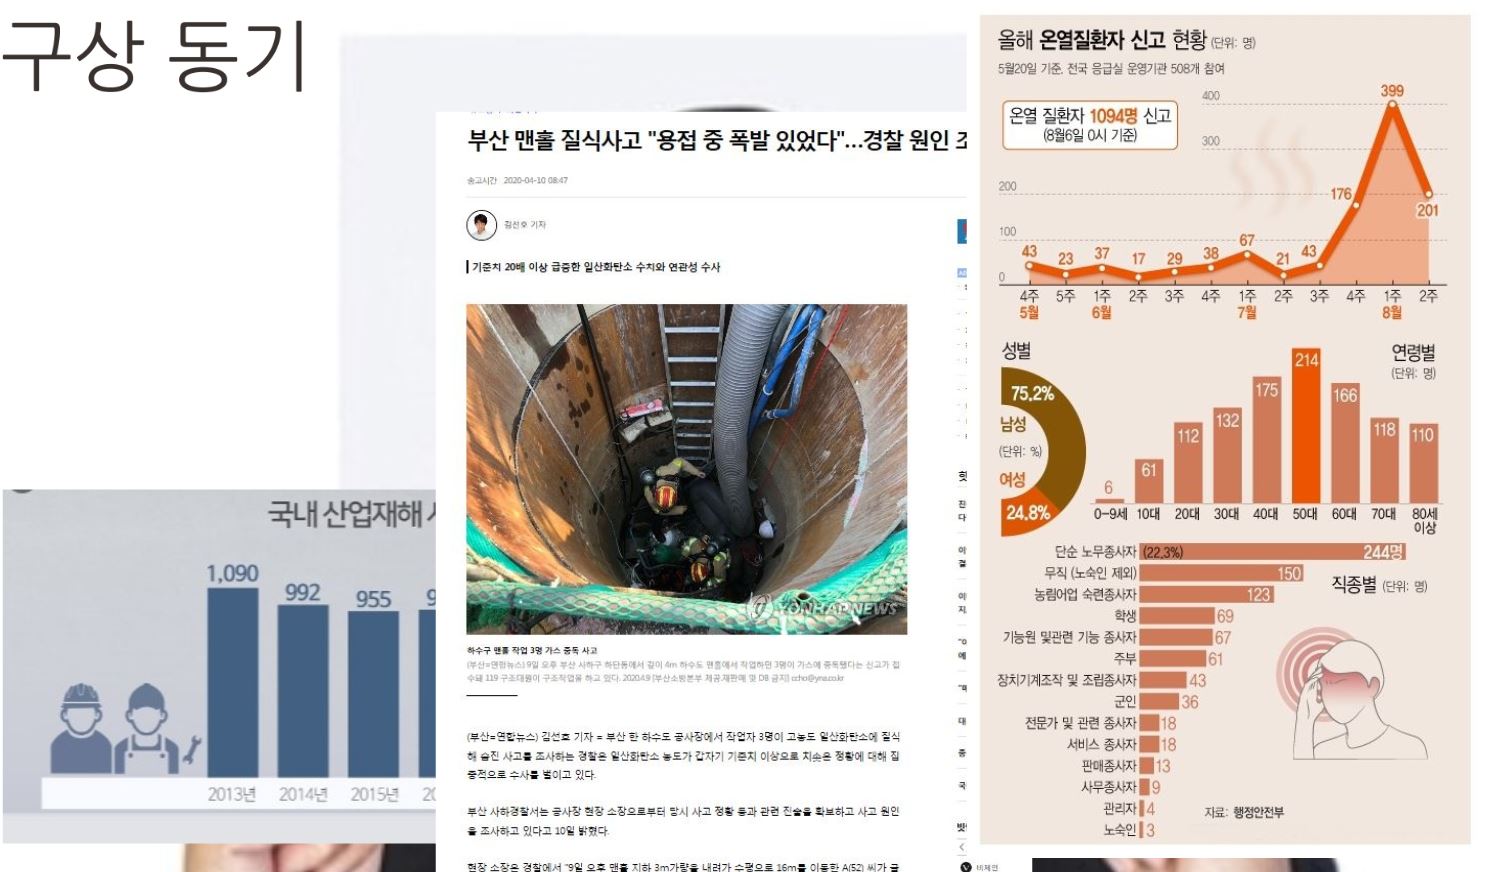 구상 동기
부산 맨홀 질식사고 "용접 중 폭발 있었다"...경찰 원인 조
송고시간 2020-04-10 08:47
김선호 기자
기준치 20배 이상 급증한 일산화탄소 수치와 연관성 수사
YONHAPNEWS
하수구 맨홀 작업 3명 가스 중독 사고
(부산=연합뉴스) 9일 오후 부산 사하구 하단동에서 깊이 4m 하수도 맨홀에서 작업하던 3명이 가스에 중독됐다는 신고가 접
수돼 119 구조대원이 구조작업을 하고 있다. 2020.4.9 [부산소방본부 제공.재판매 및 DB 금지] ccho@yna.co.kr
(부산=연합뉴스) 김선호 기자 = 부산 한 하수도 공사장에서 작업자 3명이 고농도 일산화탄소에 질식
해 숨진 사고를 조사하는 경찰은 일산화탄소 농도가 갑자기 기준치 이상으로 치솟은 정황에 대해 집
중적으로 수사를 벌이고 있다.
부산 사하경찰서는 공사장 현장 소장으로부터 당시 사고 정황 등과 관련 진술을 확보하고 사고 원인
을 조사하고 있다고 10일 밝혔다.
현장 소장은 경찰에서 "9일 오후 맨홀 지하 3m가량을 내려가 수평으로 16m를 이동한 A(52) 씨가 글
비제인
국내 산업재해 사
1,090
992
955
9
2013년 2014년 2015년 20
올해 온열질환자 신고 현황 (단위: 명)
5월20일 기준, 전국 응급실 운영기관 508개 참여
온열 질환자 1094명 신고
(8월6일 0시 기준)
400
300
200
100
0
43 23 37 17 29 38 67 21 43 176 399 201
4주 5주 1주 2주 3주 4주 1주 2주 3주 4주 1주 2주
5월 6월 7월 8월
성별
75.2%
남성
(단위: %)
여성
24.8%
연령별
(단위: 명)
6 61 112 132 175 214 166 118 110
0-9세 10대 20대 30대 40대 50대 60대 70대 80세
이상
직종별 (단위: 명)
단순 노무종사자 (22.3%) 244명
무직 (노숙인 제외) 150
농림어업 숙련종사자 123
학생 69
기능원 및관련 기능 종사자 67
주부 61
장치기계조작 및 조립종사자 43
군인 36
전문가 및 관련 종사자 18
서비스 종사자 18
판매종사자 13
사무종사자 9
관리자 4
노숙인 3
자료: 행정안전부